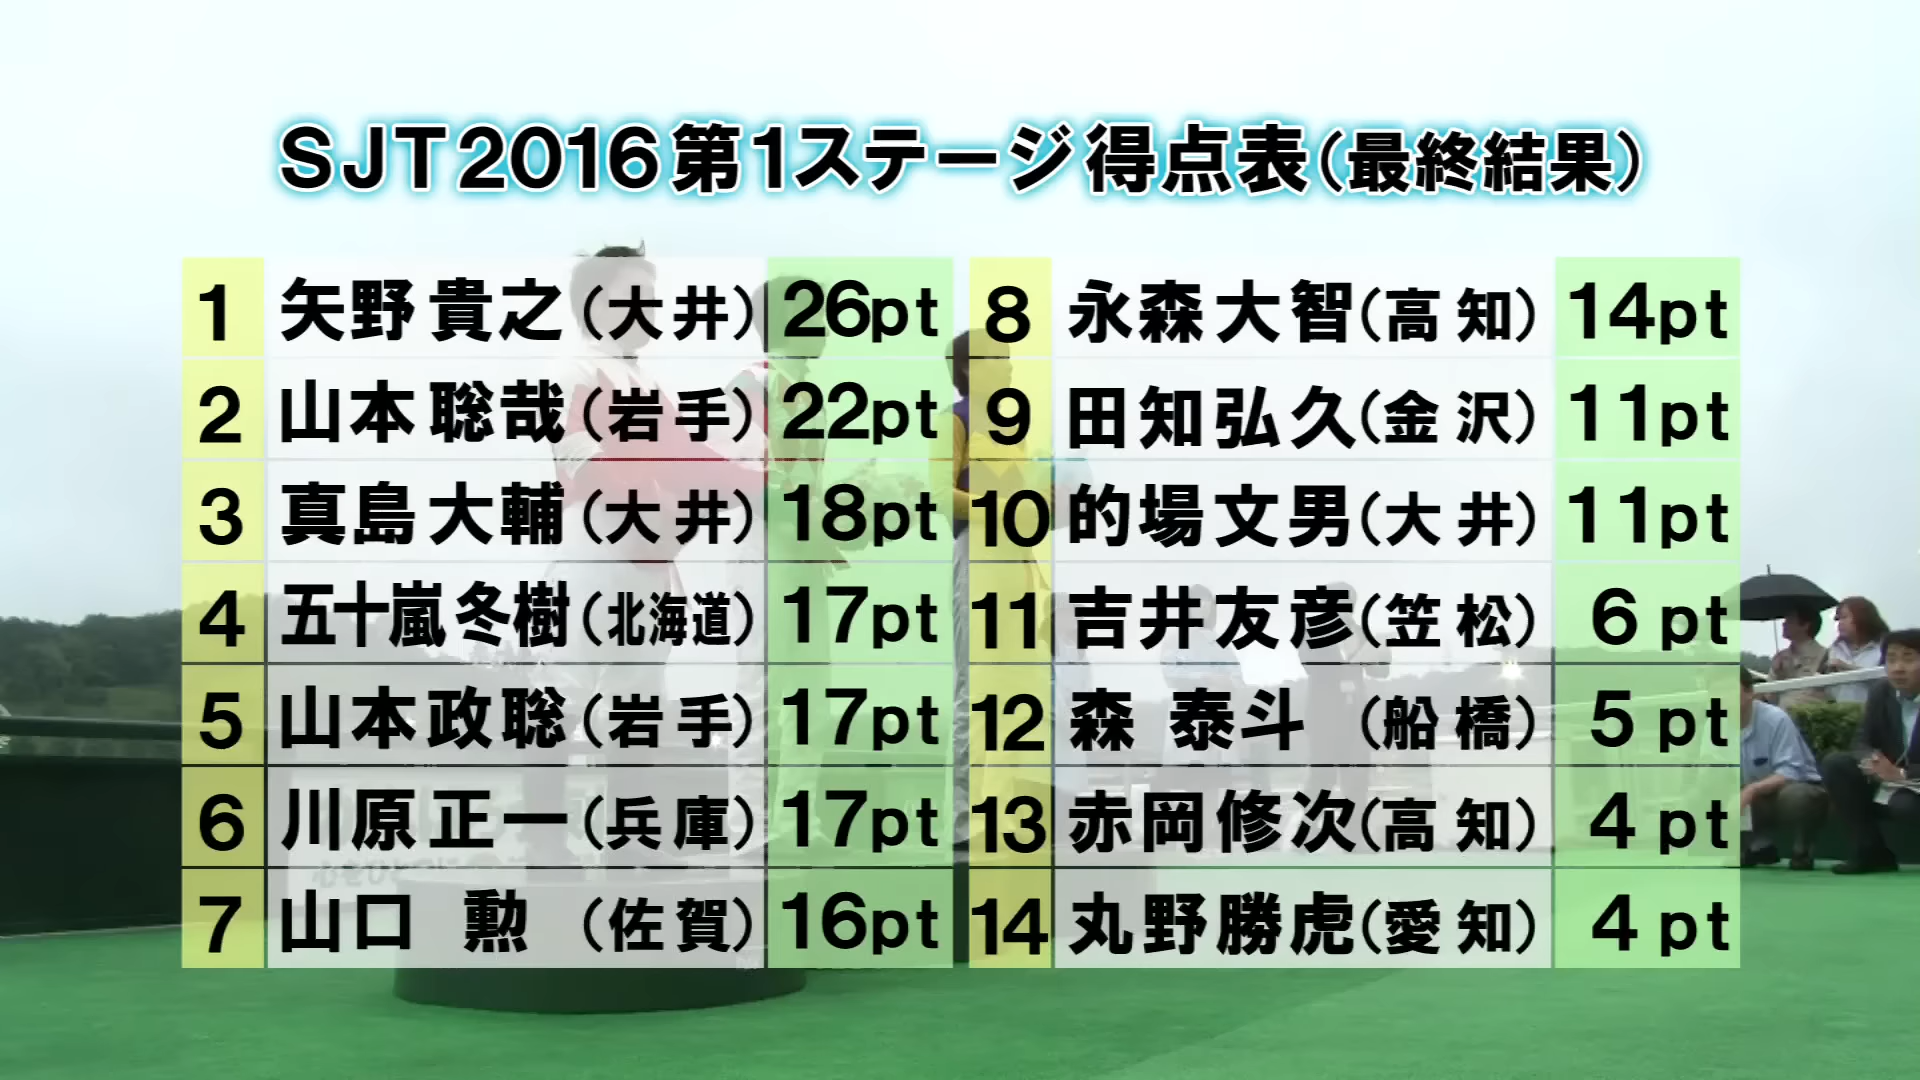 SJT2016第1ステージ得点表(最終結果)
1 矢野貴之(大井) 26pt
2 山本聡哉(岩手) 22pt
3 真島大輔(大井) 18pt
4 五十嵐冬樹(北海道) 17pt
5 山本政聡(岩手) 17pt
6 川原正一(兵庫) 17pt
7 山口 勲(佐賀) 16pt
8 永森大智(高知) 14pt
9 田知弘久(金沢) 11pt
10 的場文男(大井) 11pt
11 吉井友彦(笠松) 6pt
12 森 泰斗(船橋) 5pt
13 赤岡修次(高知) 4pt
14 丸野勝虎(愛知) 4pt